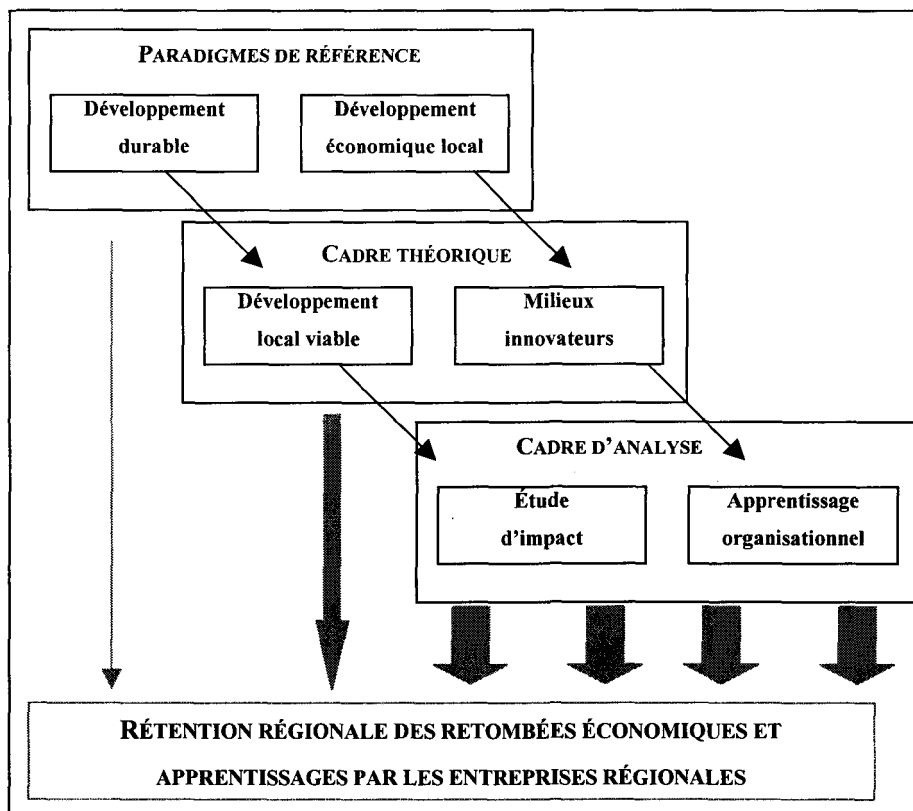 PARADIGMES DE RÉFÉRENCE
Développement
durable
Développement
économique local
CADRE THÉORIQUE
Développement
local viable
Milieux
innovateurs
CADRE D'ANALYSE
Étude
d'impact
Apprentissage
organisationnel
RÉTENTION RÉGIONALE DES RETOMBÉES ÉCONOMIQUES ET
APPRENTISSAGES PAR LES ENTREPRISES RÉGIONALES